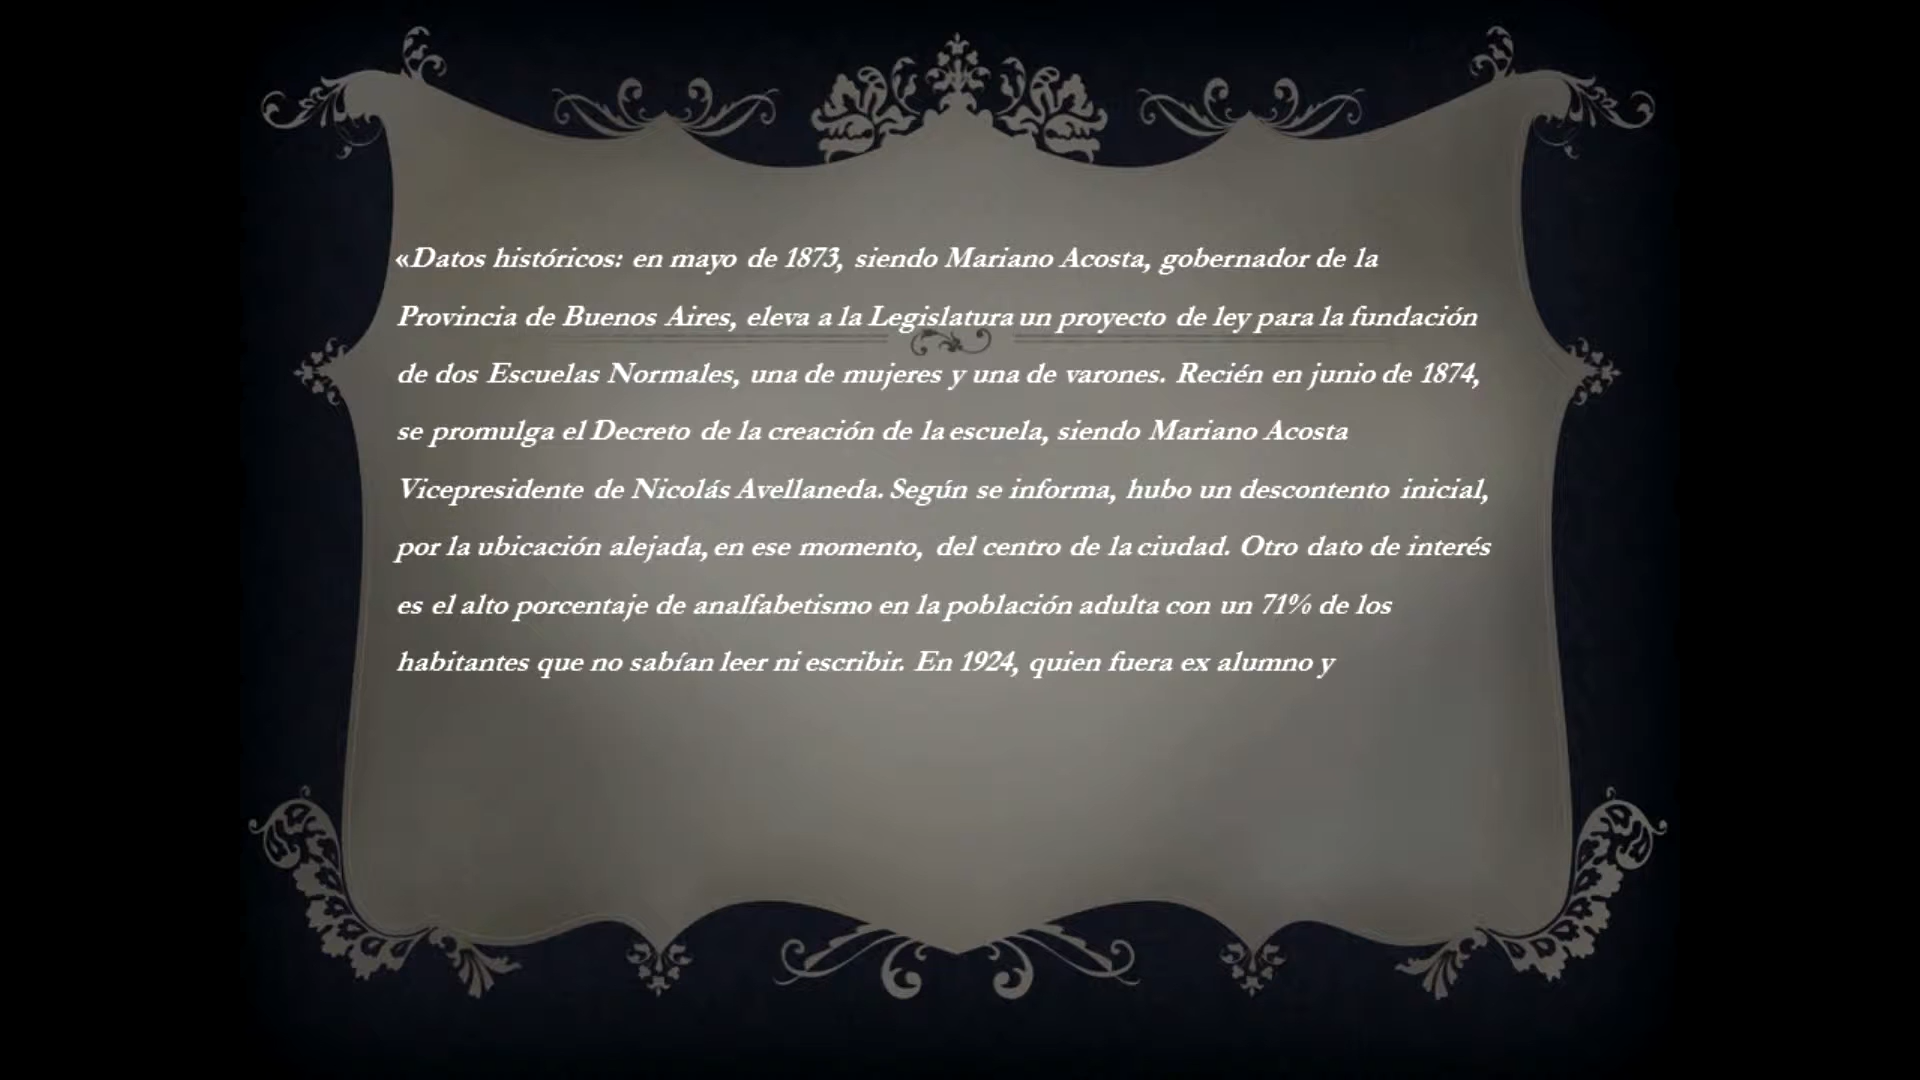 «Datos históricos: en mayo de 1873, siendo Mariano Acosta, gobernador de la
Provincia de Buenos Aires, eleva a la Legislatura un proyecto de ley para la fundación
de dos Escuelas Normales, una de mujeres y una de varones. Recién en junio de 1874,
se promulga el Decreto de la creación de la escuela, siendo Mariano Acosta
Vicepresidente de Nicolás Avellaneda. Según se informa, hubo un descontento inicial,
por la ubicación alejada, en ese momento, del centro de la ciudad. Otro dato de interés
es el alto porcentaje de analfabetismo en la población adulta con un 71% de los
habitantes que no sabían leer ni escribir. En 1924, quien fuera ex alumno y